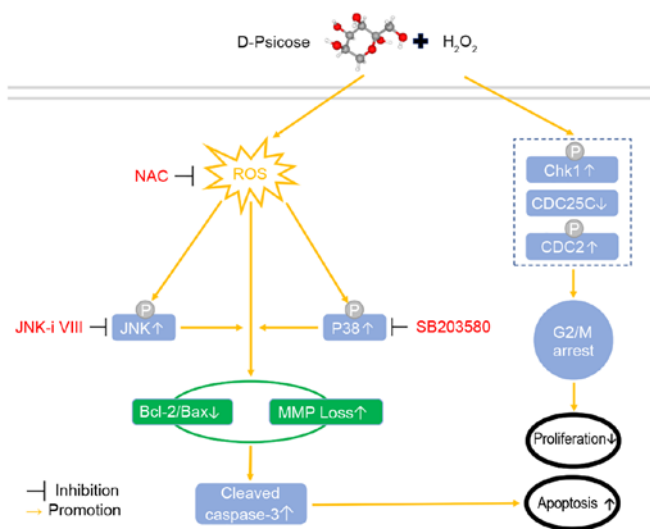 D-Psicose + H₂O₂
NAC
ROS
P
Chk1↑
CDC25C↓
P
CDC2↑
P
JNK-i VIII
JNK↑
P
P38↑
SB203580
G2/M
arrest
Bcl-2/Bax↓
MMP Loss↑
Proliferation↓
Cleaved
caspase-3↑
Apoptosis ↑
Inhibition
Promotion